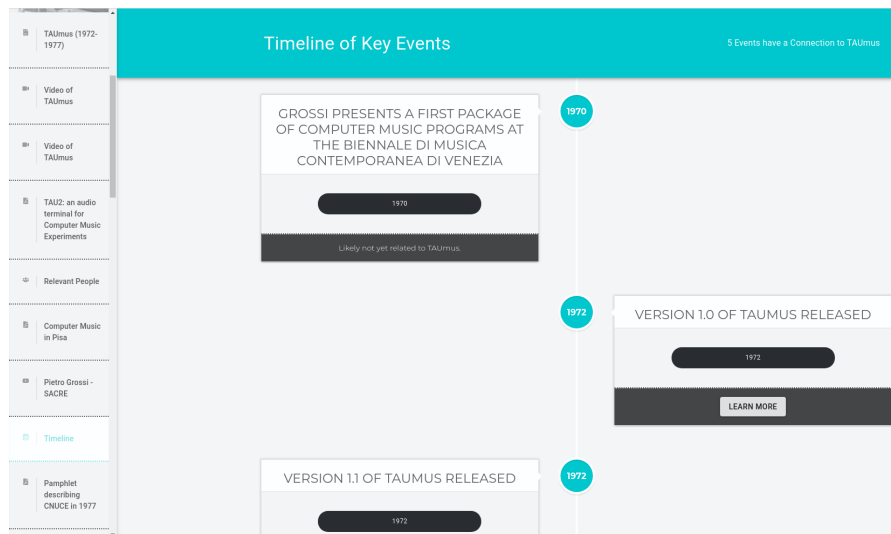 TAUmus (1972-
1977)
Video of
TAUmus
Video of
TAUmus
TAU2: an audio
terminal for
Computer Music
Experiments
Relevant People
Computer Music
in Pisa
Pietro Grossi -
SACRE
Timeline
Pamphlet
describing
CNUCE in 1977
Timeline of Key Events
5 Events have a Connection to TAUmus
GROSSI PRESENTS A FIRST PACKAGE
OF COMPUTER MUSIC PROGRAMS AT
THE BIENNALE DI MUSICA
CONTEMPORANEA DI VENEZIA
1970
Likely not yet related to TAUmus.
1970
1972
VERSION 1.0 OF TAUMUS RELEASED
1972
LEARN MORE
VERSION 1.1 OF TAUMUS RELEASED
1972
1972